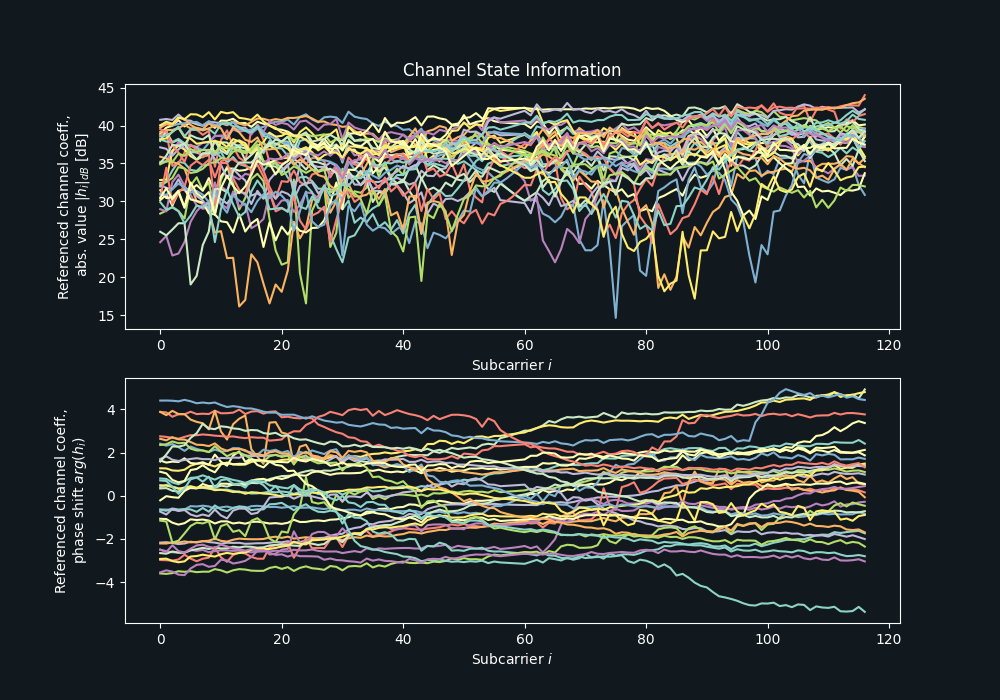 Channel State Information
Referenced channel coeff.,
abs. value |h_i|_dB [dB]
45
40
35
30
25
20
15
0 20 40 60 80 100 120
Subcarrier i
Referenced channel coeff.,
phase shift arg(h_i)
4
2
0
−2
−4
0 20 40 60 80 100 120
Subcarrier i